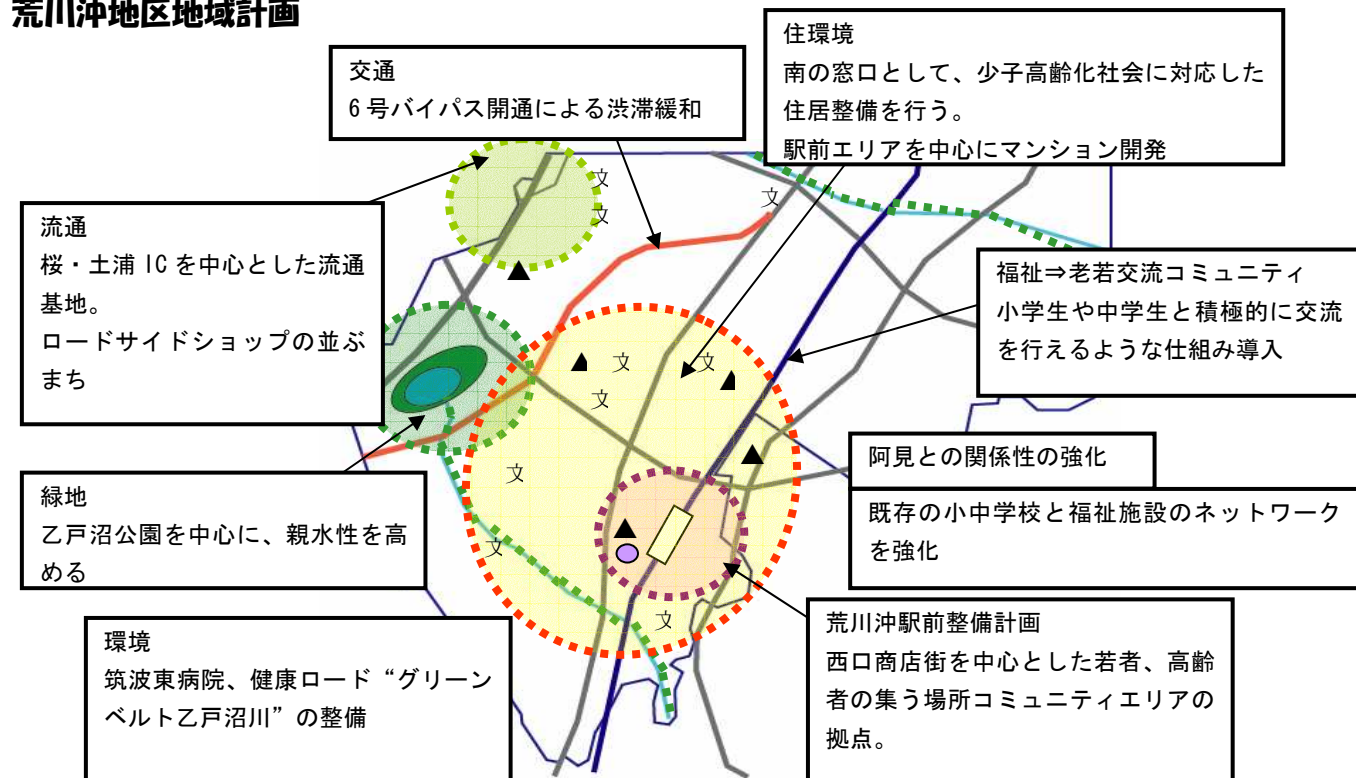 荒川沖地区地域計画
交通
6号バイパス開通による渋滞緩和
住環境
南の窓口として、少子高齢化社会に対応した
住居整備を行う。
駅前エリアを中心にマンション開発
流通
桜・土浦ICを中心とした流通
基地。
ロードサイドショップの並ぶ
まち
福祉⇒老若交流コミュニティ
小学生や中学生と積極的に交流
を行えるような仕組み導入
阿見との関係性の強化
既存の小中学校と福祉施設のネットワーク
を強化
緑地
乙戸沼公園を中心に、親水性を高
める
環境
筑波東病院、健康ロード“グリーン
ベルト乙戸沼川”の整備
荒川沖駅前整備計画
西口商店街を中心とした若者、高齢
者の集う場所コミュニティエリアの
拠点。
文
文
文
文
文
文
文
文
文